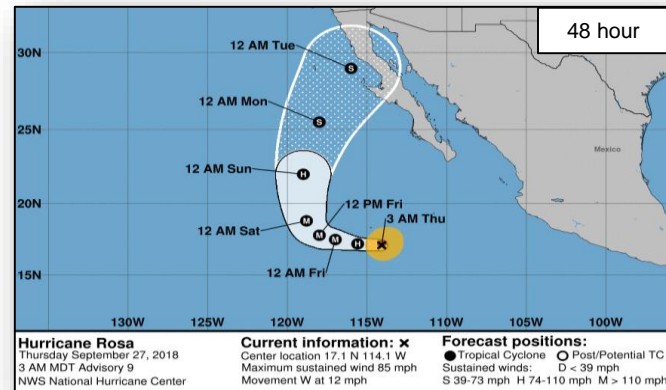 48 hour
30N
25N
20N
15N
130W
125W
120W
115W
110W
105W
100W
12 AM Tue
12 AM Mon
12 AM Sun
12 PM Fri
3 AM Thu
12 AM Sat
12 AM Fri
Mexico
S
S
H
M
M
M
H
Hurricane Rosa
Thursday September 27, 2018
3 AM MDT Advisory 9
NWS National Hurricane Center
Current information: ×
Center location 17.1 N 114.1 W
Maximum sustained wind 85 mph
Movement W at 12 mph
Forecast positions:
● Tropical Cyclone ○ Post/Potential TC
Sustained winds: D < 39 mph
S 39-73 mph H 74-110 mph M > 110 mph